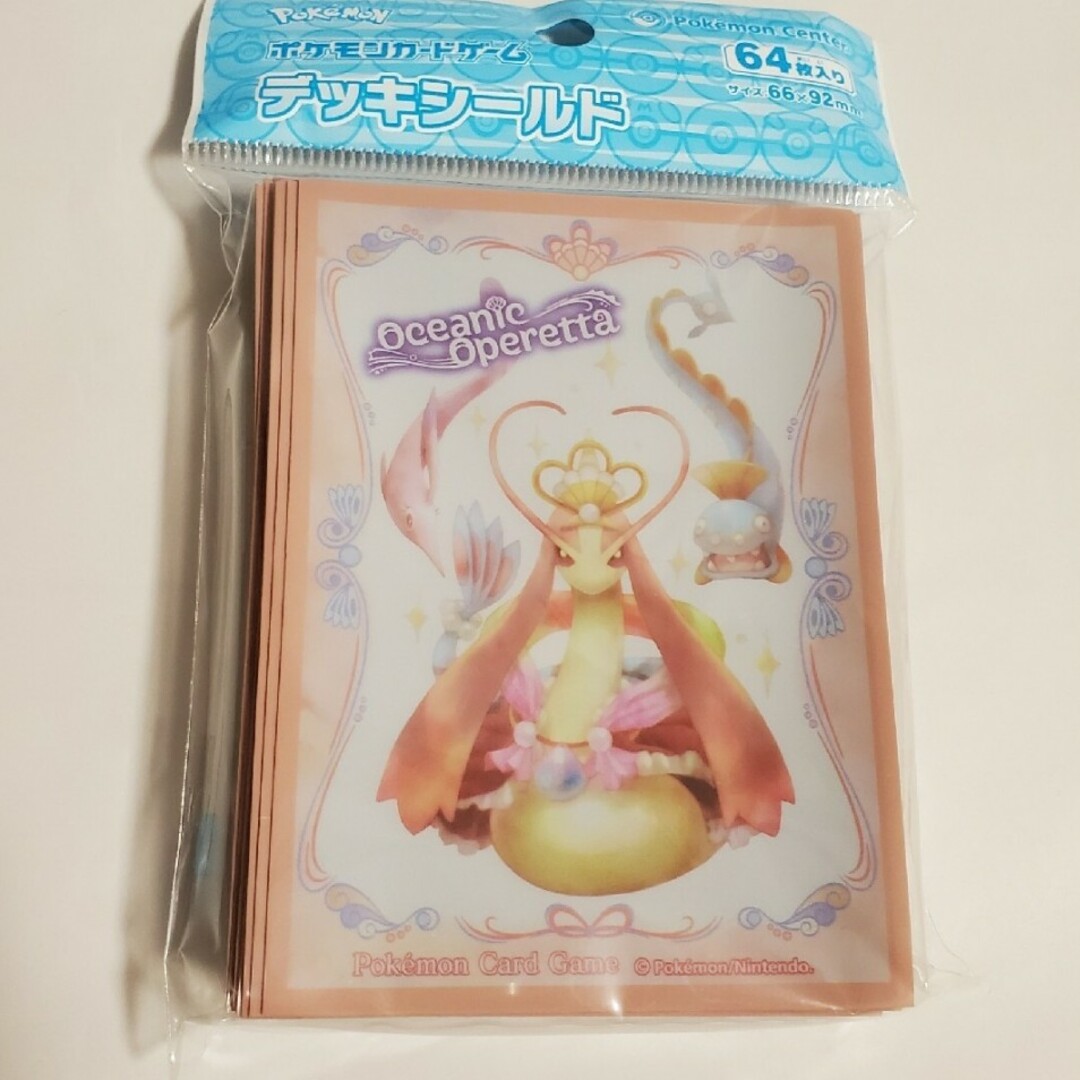 Pokémon
ポケモンカードゲーム
デッキシールド
Pokémon Center
64枚入り
サイズ:66×92mm
Oceanic
Operetta
Pokémon Card Game ©Pokémon/Nintendo.